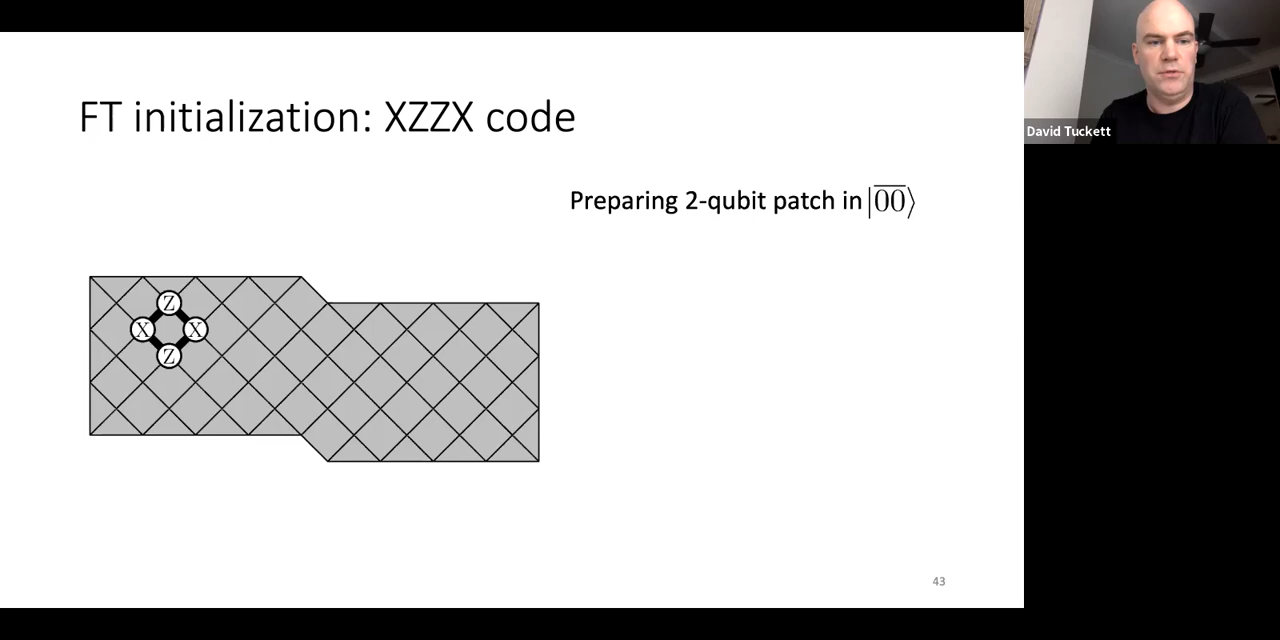 FT initialization: XZZX code
David Tuckett
Preparing 2-qubit patch in |00⟩
Z
X X
Z
43